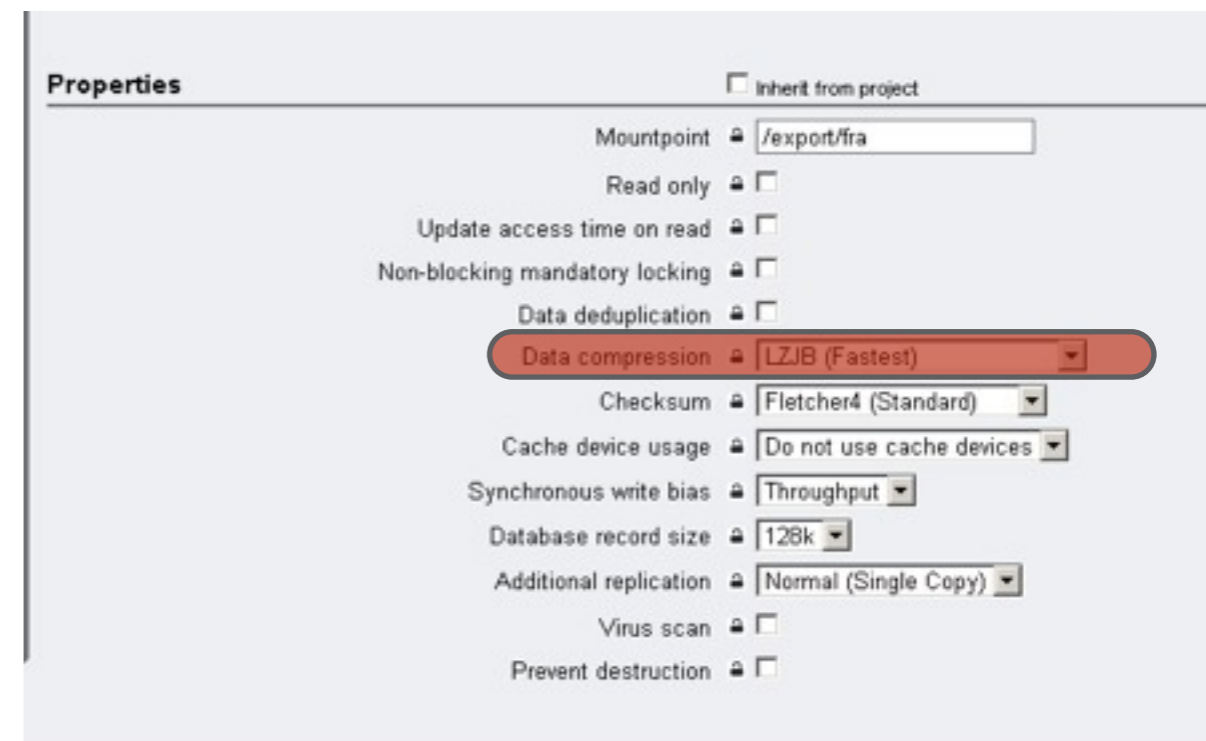 Properties Inherit from project
Mountpoint /export/fra
Read only
Update access time on read
Non-blocking mandatory locking
Data deduplication
Data compression LZJB (Fastest)
Checksum Fletcher4 (Standard)
Cache device usage Do not use cache devices
Synchronous write bias Throughput
Database record size 128k
Additional replication Normal (Single Copy)
Virus scan
Prevent destruction